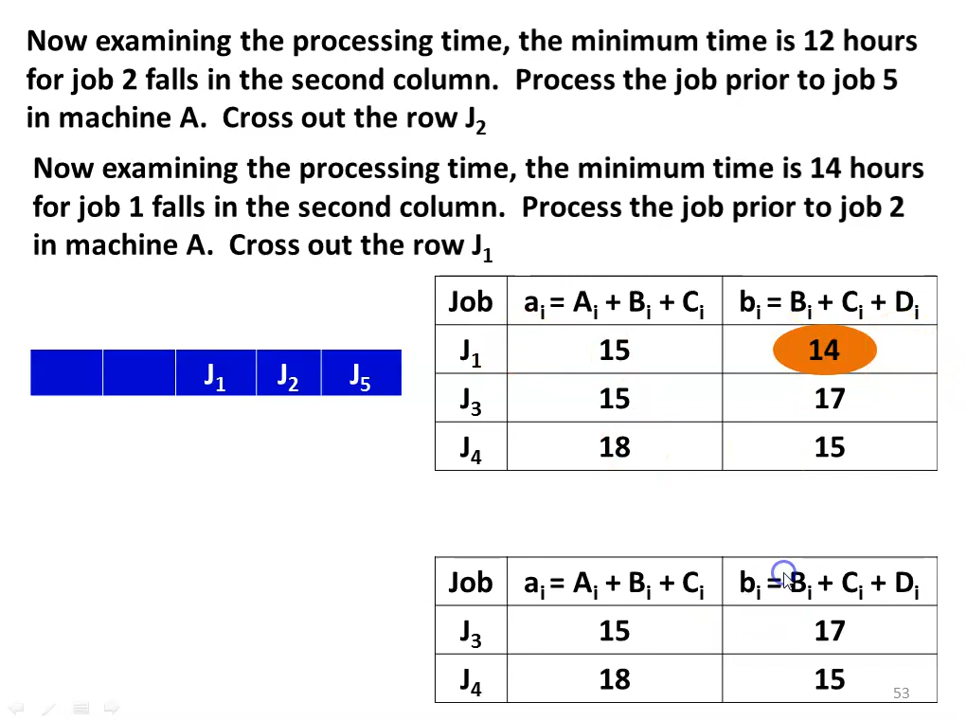 Now examining the processing time, the minimum time is 12 hours
for job 2 falls in the second column. Process the job prior to job 5
in machine A. Cross out the row J₂
Now examining the processing time, the minimum time is 14 hours
for job 1 falls in the second column. Process the job prior to job 2
in machine A. Cross out the row J₁
J₁ J₂ J₅
Job aᵢ = Aᵢ + Bᵢ + Cᵢ bᵢ = Bᵢ + Cᵢ + Dᵢ
J₁ 15 14
J₃ 15 17
J₄ 18 15
Job aᵢ = Aᵢ + Bᵢ + Cᵢ bᵢ = Bᵢ + Cᵢ + Dᵢ
J₃ 15 17
J₄ 18 15
53